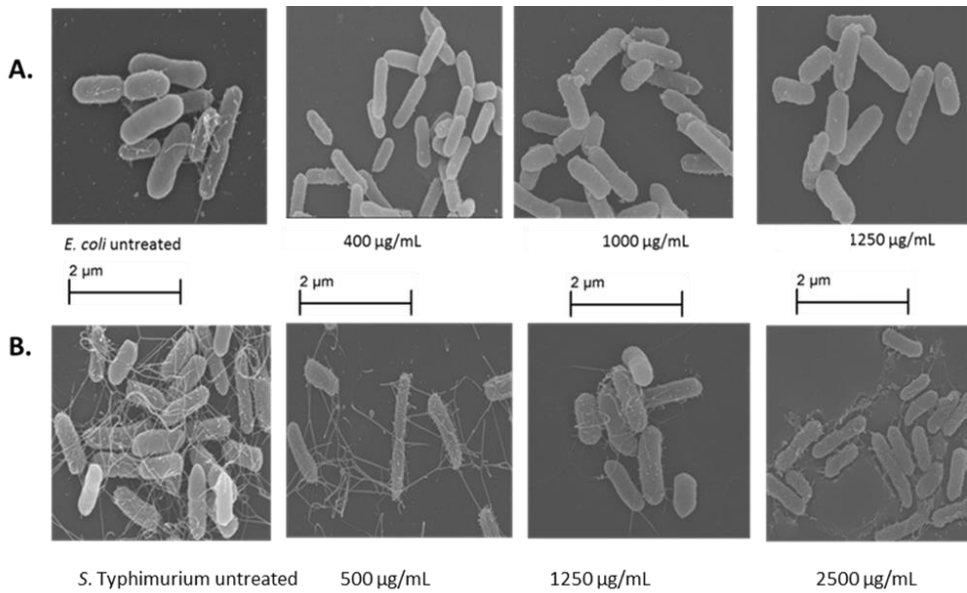 A.
E. coli untreated
400 µg/mL
1000 µg/mL
1250 µg/mL
2 µm
2 µm
2 µm
2 µm
B.
S. Typhimurium untreated
500 µg/mL
1250 µg/mL
2500 µg/mL